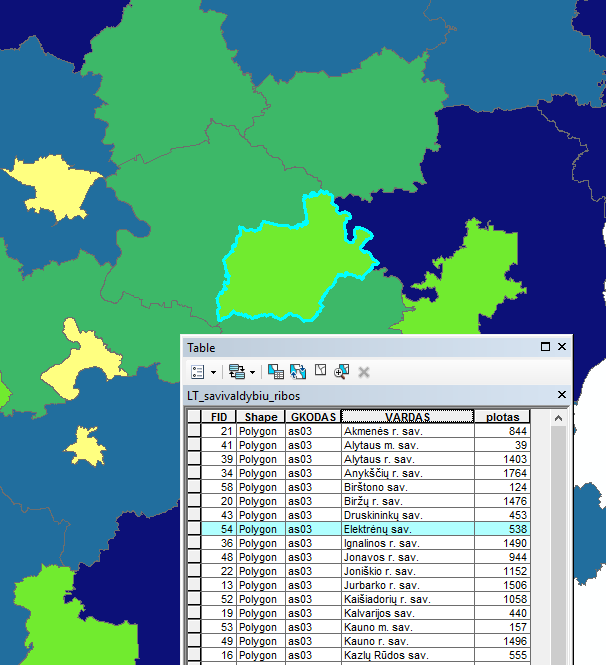 Table
LT_savivaldybiu_ribos
FID Shape GKODAS VARDAS plotas
21 Polygon as03 Akmenės r. sav. 844
41 Polygon as03 Alytaus m. sav. 39
39 Polygon as03 Alytaus r. sav. 1403
34 Polygon as03 Anykščių r. sav. 1764
58 Polygon as03 Birštono sav. 124
20 Polygon as03 Biržų r. sav. 1476
43 Polygon as03 Druskininkų sav. 453
54 Polygon as03 Elektrėnų sav. 538
36 Polygon as03 Ignalinos r. sav. 1490
48 Polygon as03 Jonavos r. sav. 944
22 Polygon as03 Joniškio r. sav. 1152
13 Polygon as03 Jurbarko r. sav. 1506
52 Polygon as03 Kaišiadorių r. sav. 1058
19 Polygon as03 Kalvarijos sav. 440
53 Polygon as03 Kauno m. sav. 157
49 Polygon as03 Kauno r. sav. 1496
16 Polygon as03 Kazlų Rūdos sav. 555